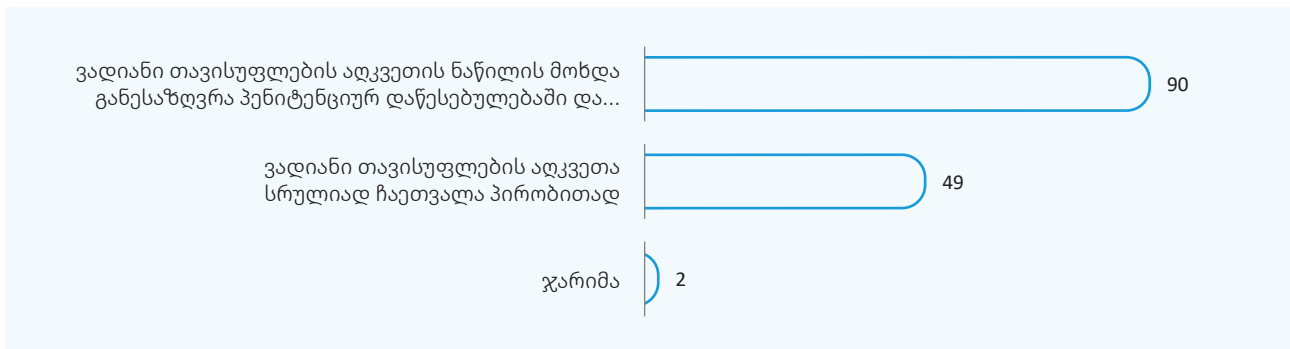 ვადიანი თავისუფლების აღკვეთის ნაწილის მოხდა
განესაზღვრა პენიტენციურ დაწესებულებაში და...
90
ვადიანი თავისუფლების აღკვეთა
სრულიად ჩაეთვალა პირობითად
49
ჯარიმა
2